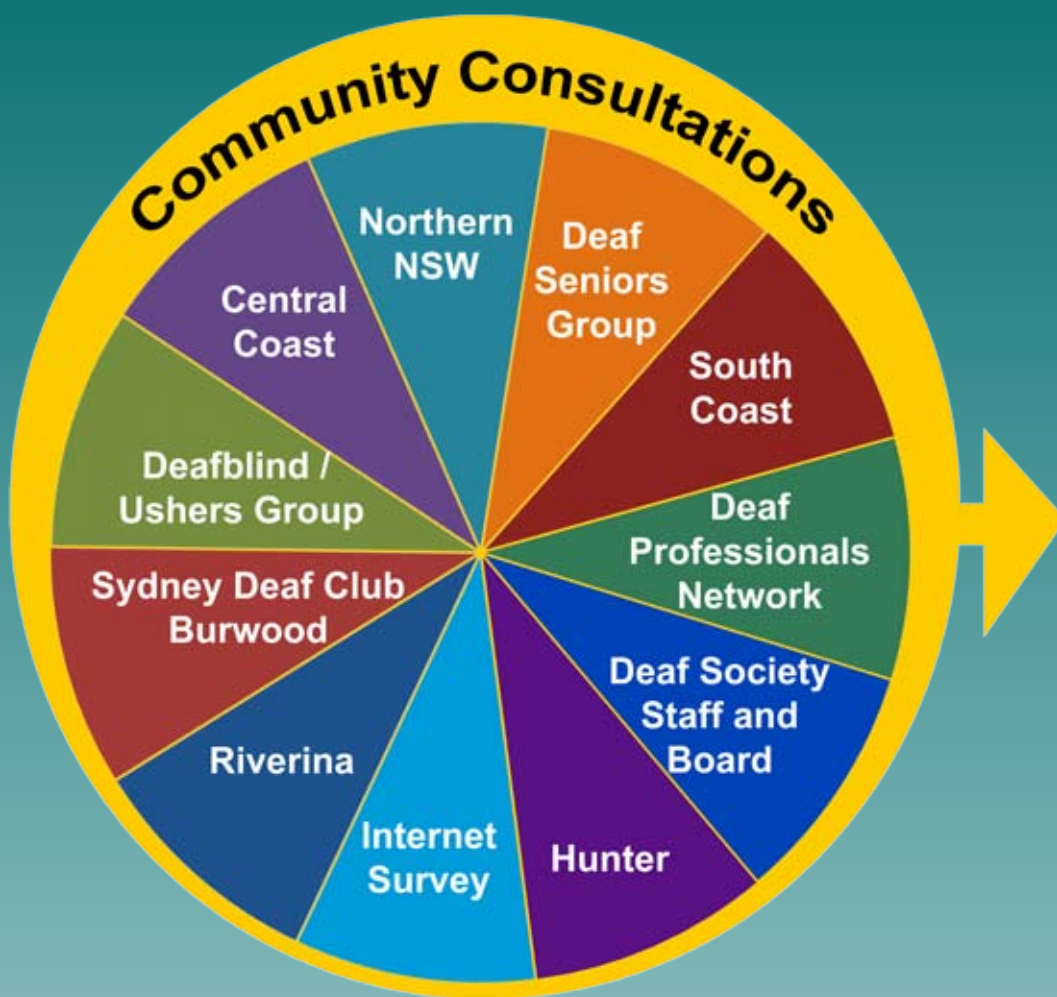 Community Consultations
Northern
NSW
Deaf
Seniors
Group
South
Coast
Deaf
Professionals
Network
Deaf Society
Staff and
Board
Hunter
Internet
Survey
Riverina
Sydney Deaf Club
Burwood
Deafblind /
Ushers Group
Central
Coast